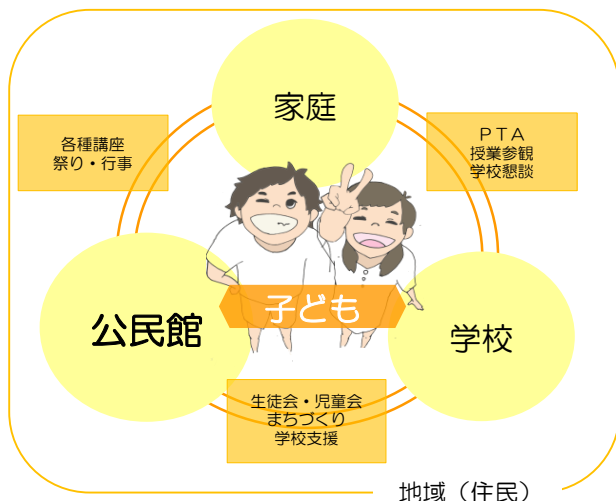 家庭
各種講座
祭り・行事
ＰＴＡ
授業参観
学校懇談
子ども
公民館
学校
生徒会・児童会
まちづくり
学校支援
地域（住民）